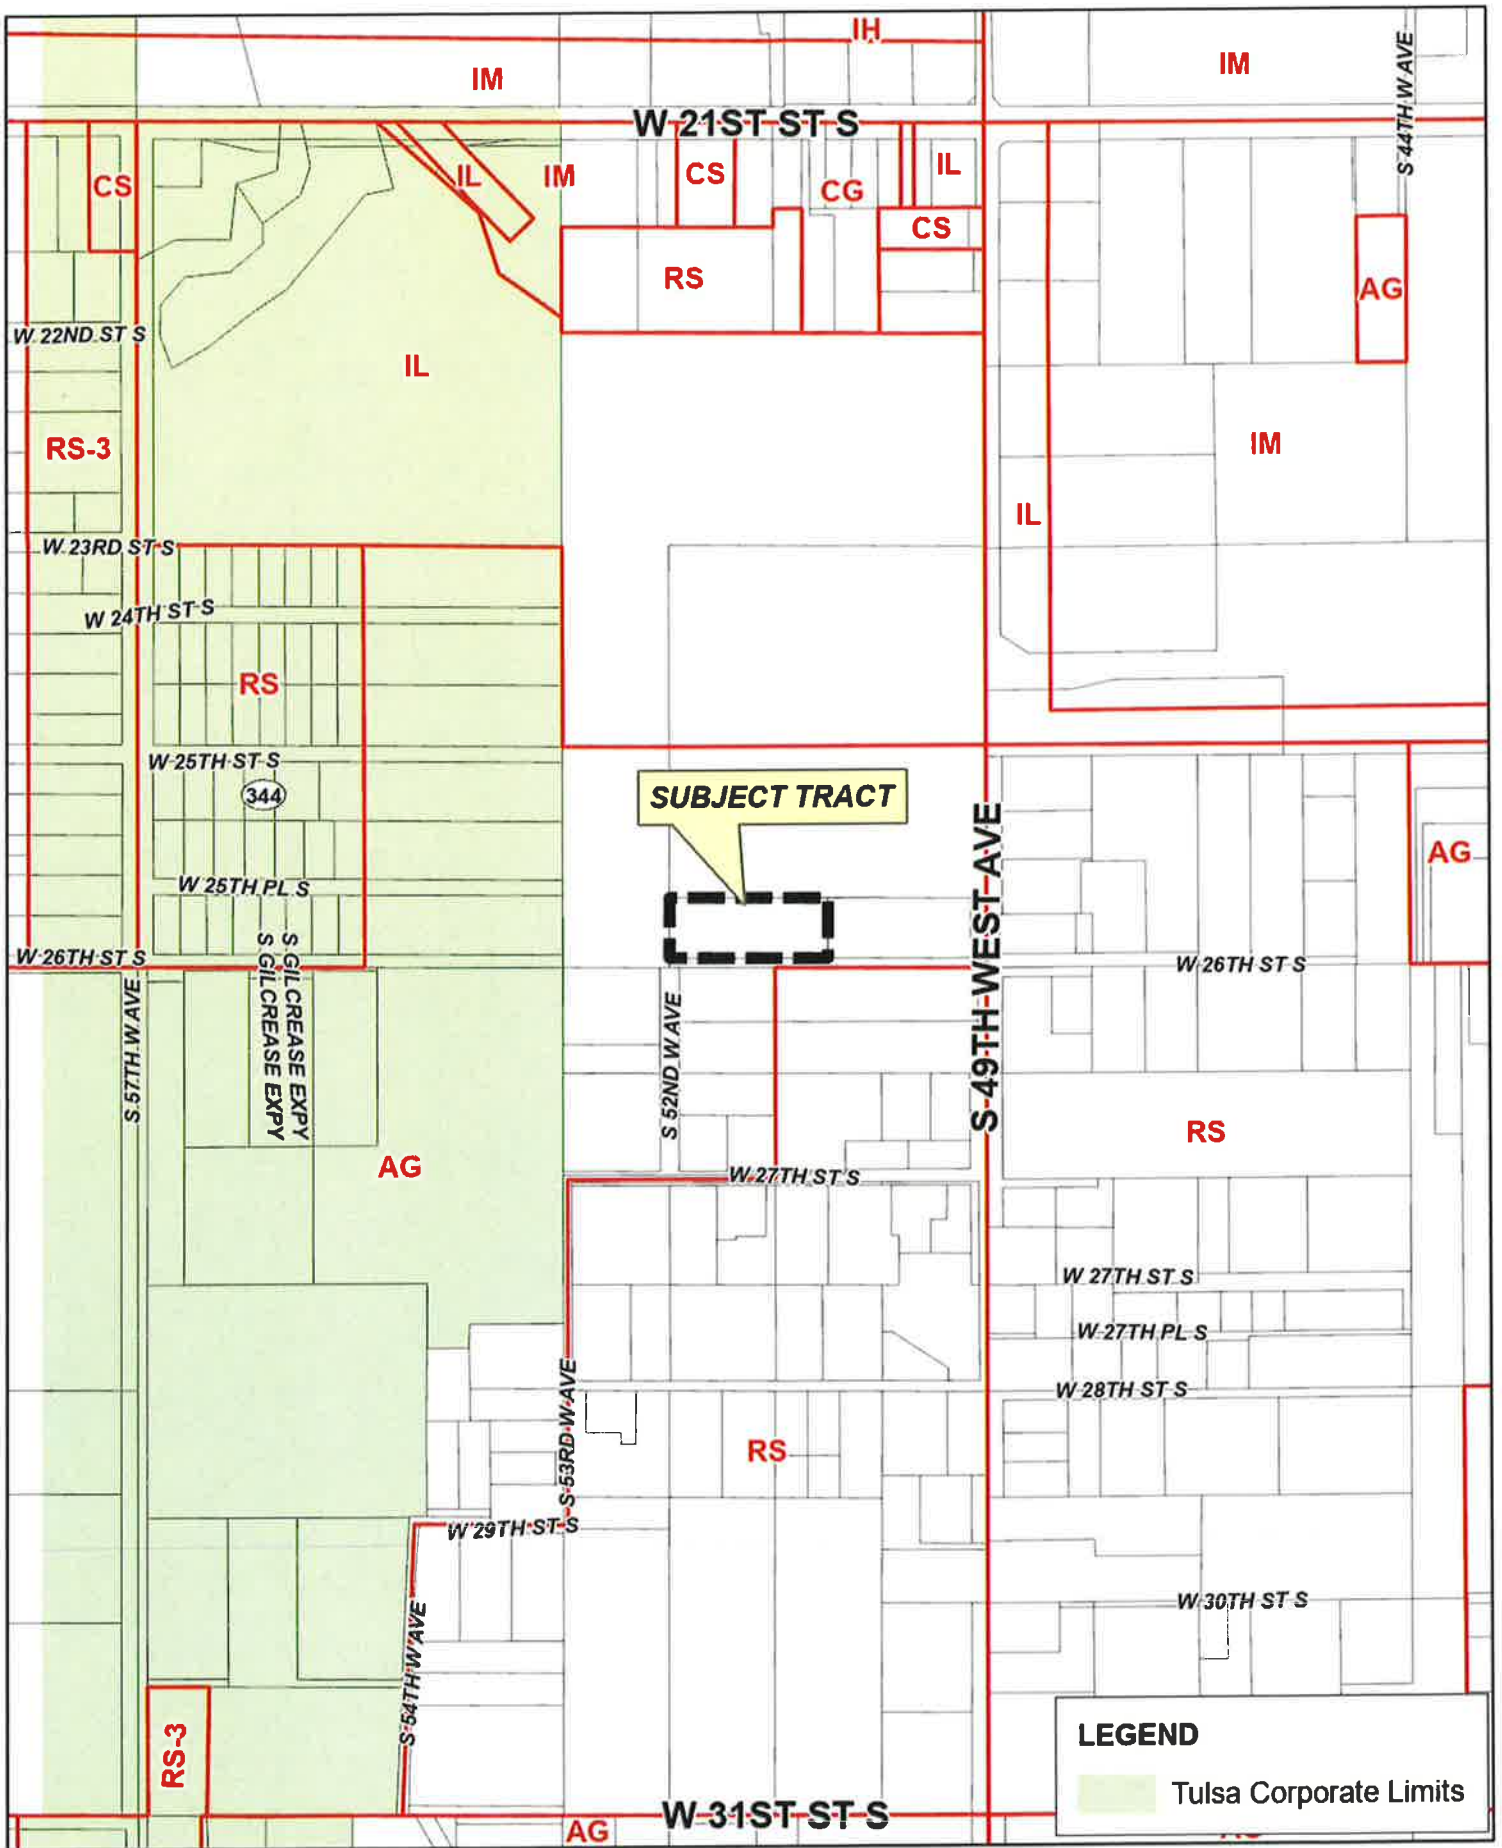 IH
IM
IM
S 44TH W AVE
W 21ST ST S
CS
IL
IM
CS
CG
IL
CS
RS
AG
W 22ND ST S
IL
RS-3
IM
IL
W 23RD ST S
W 24TH ST S
RS
W 25TH ST S
344
SUBJECT TRACT
S 49TH WEST AVE
AG
W 25TH PL S
W 26TH ST S
S GILCREASE EXPY
S GILCREASE EXPY
W 26TH ST S
S 57TH W AVE
S 52ND W AVE
RS
AG
W 27TH ST S
W 27TH ST S
W 27TH PL S
W 28TH ST S
S 53RD W AVE
RS
W 29TH ST S
W 30TH ST S
S 54TH W AVE
RS-3
LEGEND
Tulsa Corporate Limits
W 31ST ST S
AG